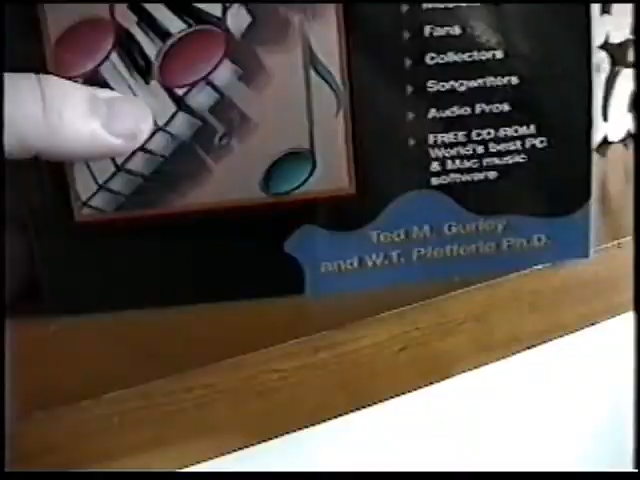 Fans
Collectors
Songwriters
Audio Pros
FREE CD-ROM
World's best PC
& Mac music
software
Ted M. Gurley
and W.T. Pfefferle Ph.D.